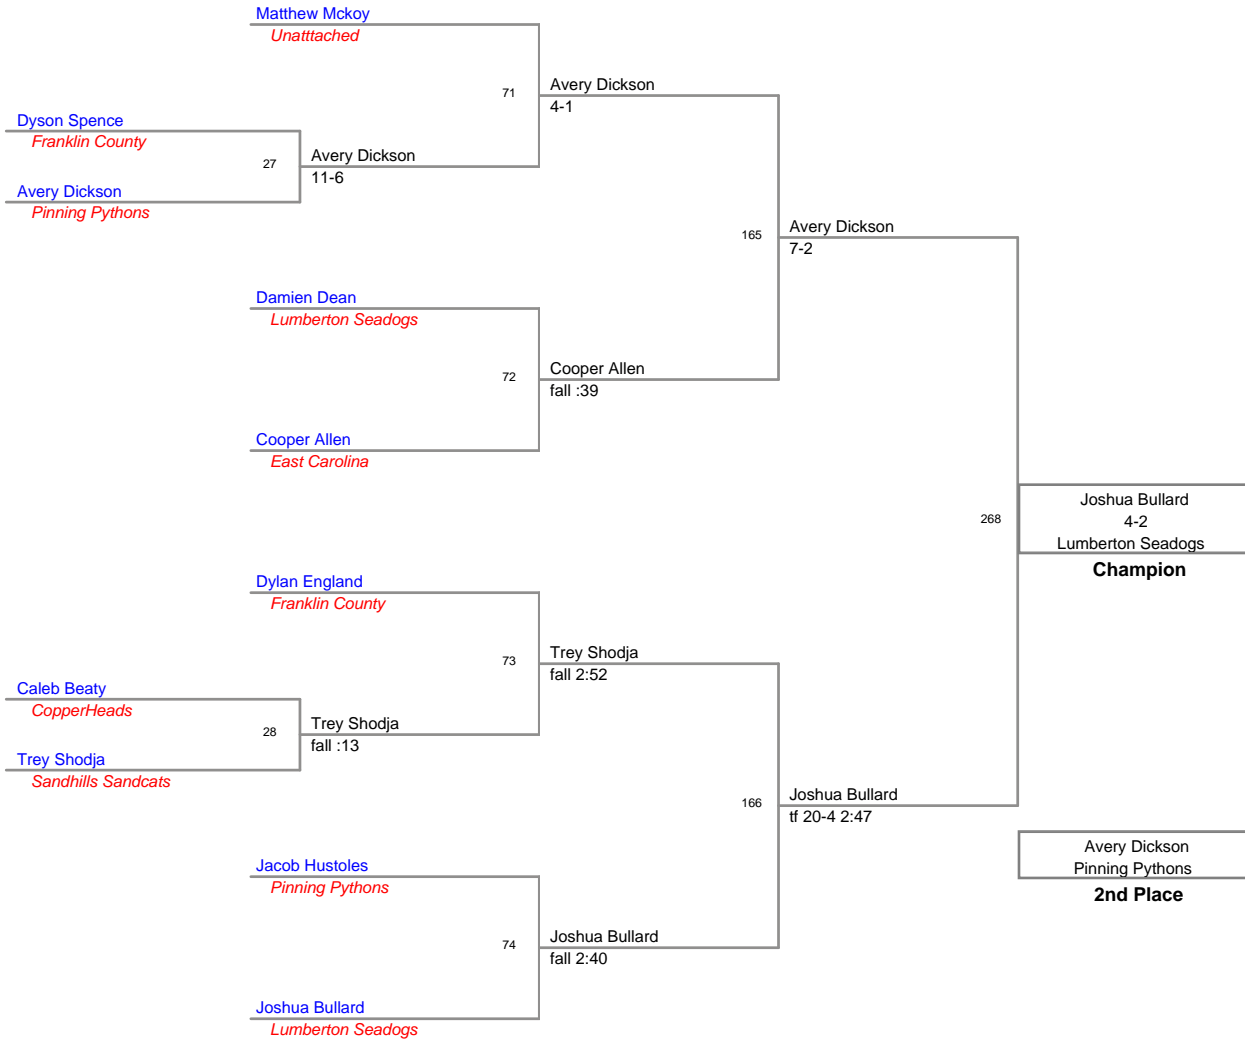 Matthew Mckoy
Unatttached
71
Avery Dickson
4-1
Dyson Spence
Franklin County
27
Avery Dickson
11-6
Avery Dickson
Pinning Pythons
165
Avery Dickson
7-2
Damien Dean
Lumberton Seadogs
72
Cooper Allen
fall :39
Cooper Allen
East Carolina
268
Joshua Bullard
4-2
Lumberton Seadogs
Champion
Dylan England
Franklin County
73
Trey Shodja
fall 2:52
Caleb Beaty
CopperHeads
28
Trey Shodja
fall :13
Trey Shodja
Sandhills Sandcats
166
Joshua Bullard
tf 20-4 2:47
Avery Dickson
Pinning Pythons
2nd Place
Jacob Hustoles
Pinning Pythons
74
Joshua Bullard
fall 2:40
Joshua Bullard
Lumberton Seadogs